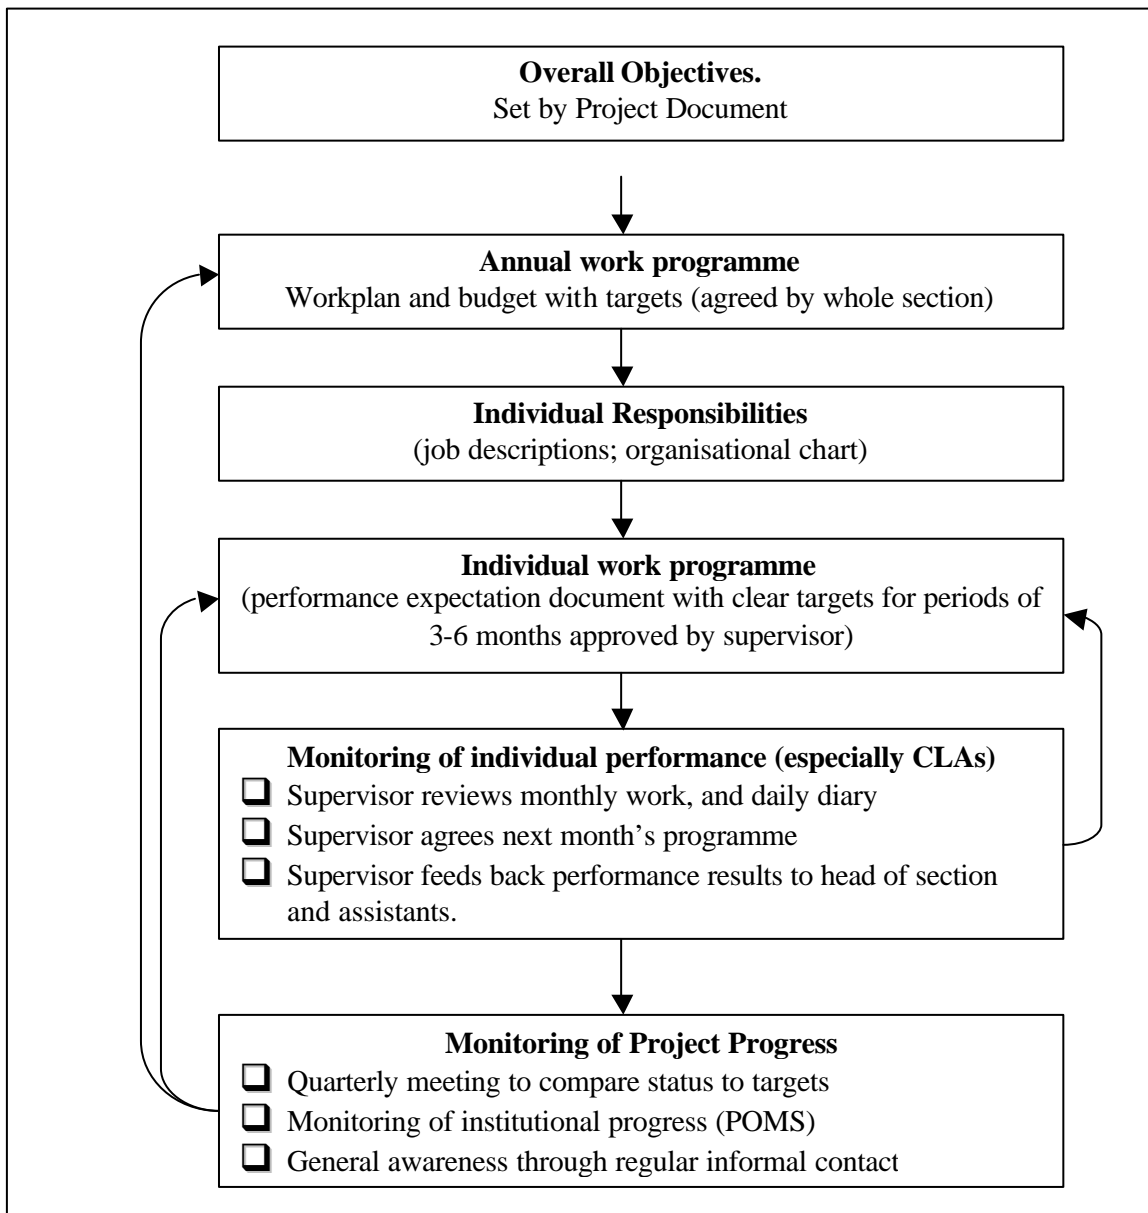 Overall Objectives.
Set by Project Document
Annual work programme
Workplan and budget with targets (agreed by whole section)
Individual Responsibilities
(job descriptions; organisational chart)
Individual work programme
(performance expectation document with clear targets for periods of
3-6 months approved by supervisor)
Monitoring of individual performance (especially CLAs)
Supervisor reviews monthly work, and daily diary
Supervisor agrees next month’s programme
Supervisor feeds back performance results to head of section
and assistants.
Monitoring of Project Progress
Quarterly meeting to compare status to targets
Monitoring of institutional progress (POMS)
General awareness through regular informal contact